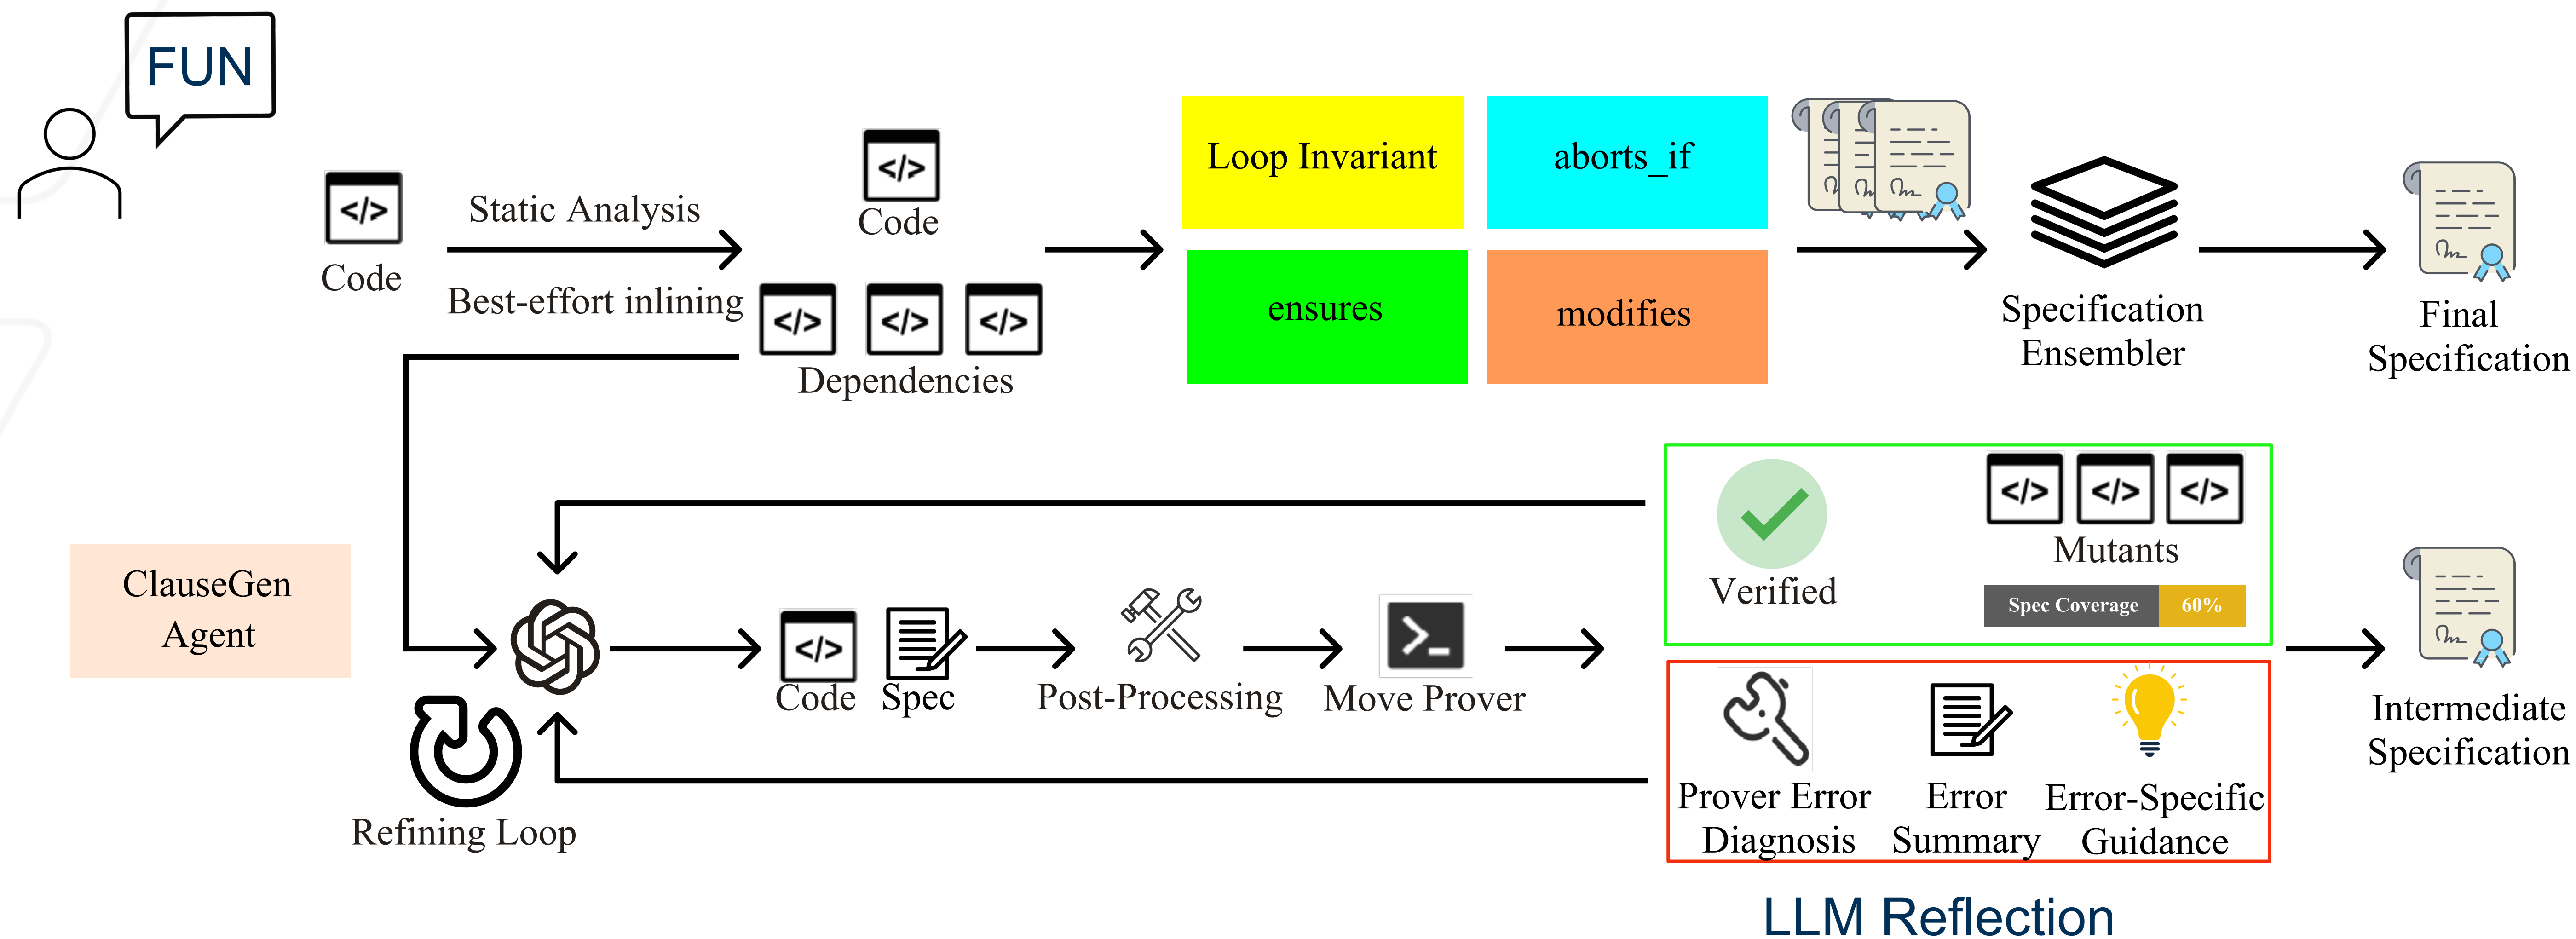 FUN
</>
Code
Static Analysis
Best-effort inlining
</>
Code
</> </> </>
Dependencies
Loop Invariant
aborts_if
ensures
modifies
Specification
Ensembler
Final
Specification
ClauseGen
Agent
Refining Loop
</>
Code
Spec
Post-Processing
>_
Move Prover
Verified
</> </> </>
Mutants
Spec Coverage 60%
Prover Error
Diagnosis
Error
Summary
Error-Specific
Guidance
Intermediate
Specification
LLM Reflection